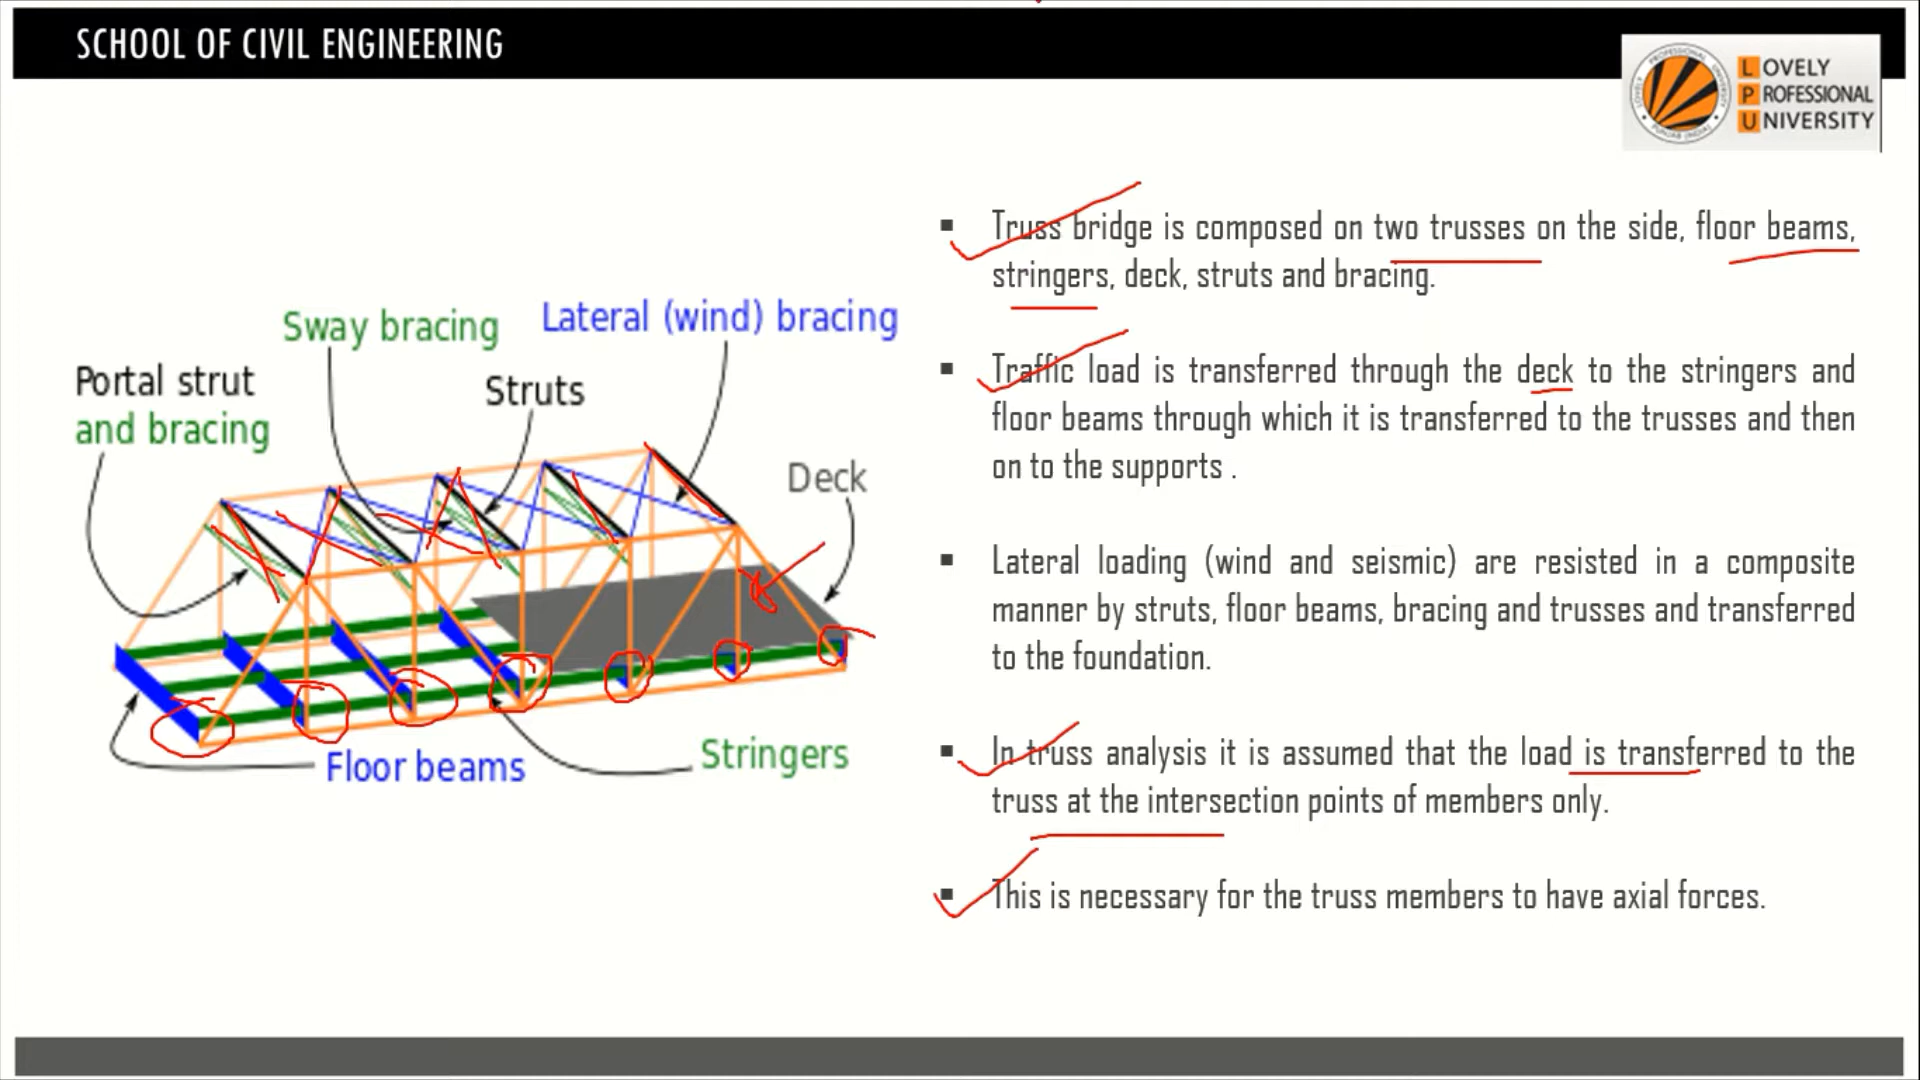 SCHOOL OF CIVIL ENGINEERING
LOVELY
PROFESSIONAL
UNIVERSITY
Truss bridge is composed on two trusses on the side, floor beams,
stringers, deck, struts and bracing.
Traffic load is transferred through the deck to the stringers and
floor beams through which it is transferred to the trusses and then
on to the supports .
Lateral loading (wind and seismic) are resisted in a composite
manner by struts, floor beams, bracing and trusses and transferred
to the foundation.
In truss analysis it is assumed that the load is transferred to the
truss at the intersection points of members only.
This is necessary for the truss members to have axial forces.
Sway bracing
Lateral (wind) bracing
Portal strut
and bracing
Struts
Deck
Floor beams
Stringers